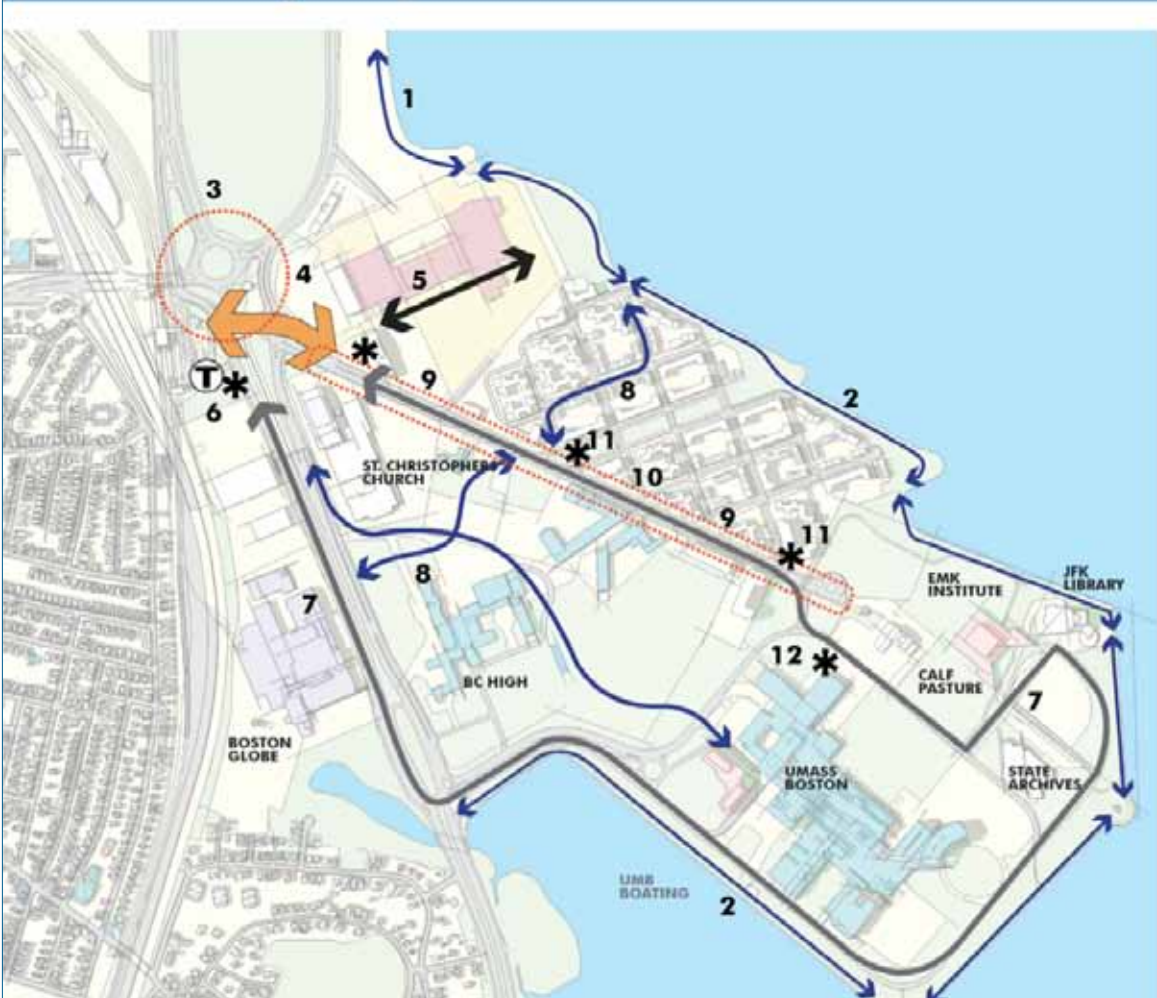 1
3
4
5
2
T
6
9
8
11
ST. CHRISTOPHERS
CHURCH
10
9
11
8
7
EMK
INSTITUTE
JFK
LIBRARY
12
BC HIGH
CALF
PASTURE
7
BOSTON
GLOBE
UMASS
BOSTON
STATE
ARCHIVES
UMB
BOATING
2